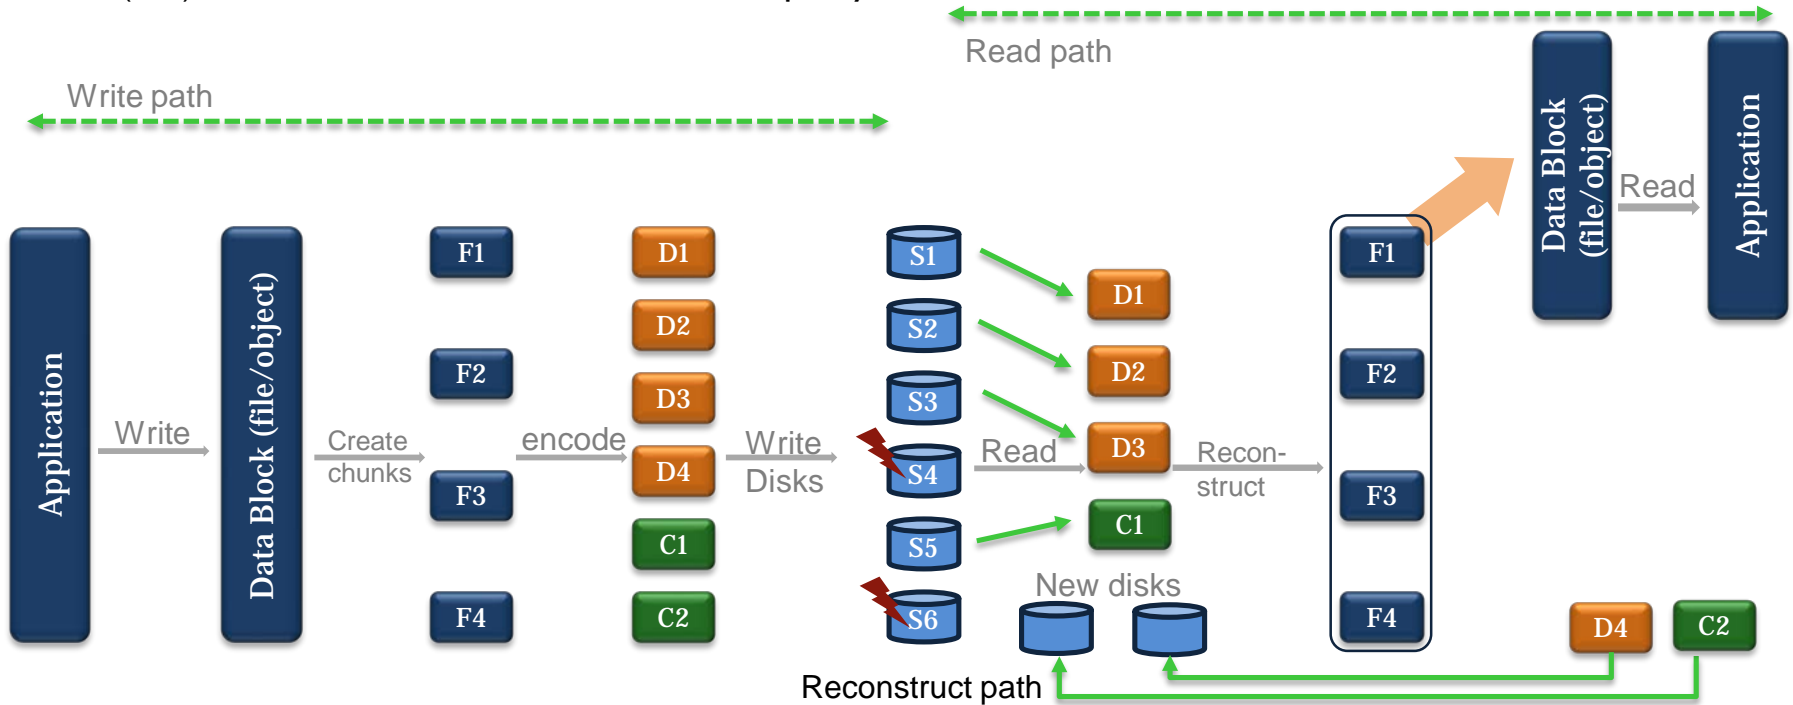 Read path
Write path
Application
Write
Data Block (file/object)
Create
chunks
F1
F2
F3
F4
encode
D1
D2
D3
D4
C1
C2
Write
Disks
S1
S2
S3
S4
S5
S6
Read
D1
D2
D3
C1
New disks
Recon-
struct
F1
F2
F3
F4
Data Block
(file/object)
Read
Application
D4
C2
Reconstruct path